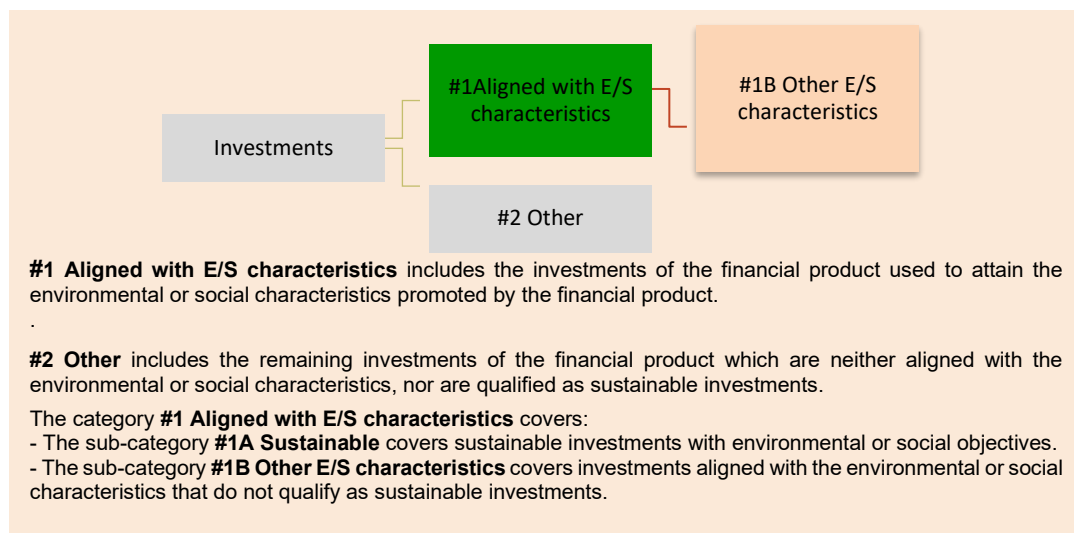 #1Aligned with E/S
characteristics
#1B Other E/S
characteristics
Investments
#2 Other
#1 Aligned with E/S characteristics includes the investments of the financial product used to attain the
environmental or social characteristics promoted by the financial product.
.
#2 Other includes the remaining investments of the financial product which are neither aligned with the
environmental or social characteristics, nor are qualified as sustainable investments.
The category #1 Aligned with E/S characteristics covers:
- The sub-category #1A Sustainable covers sustainable investments with environmental or social objectives.
- The sub-category #1B Other E/S characteristics covers investments aligned with the environmental or social
characteristics that do not qualify as sustainable investments.